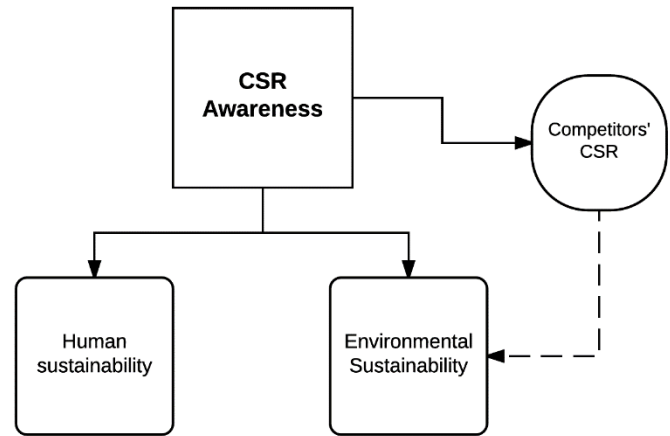 CSR
Awareness
Competitors'
CSR
Human
sustainability
Environmental
Sustainability